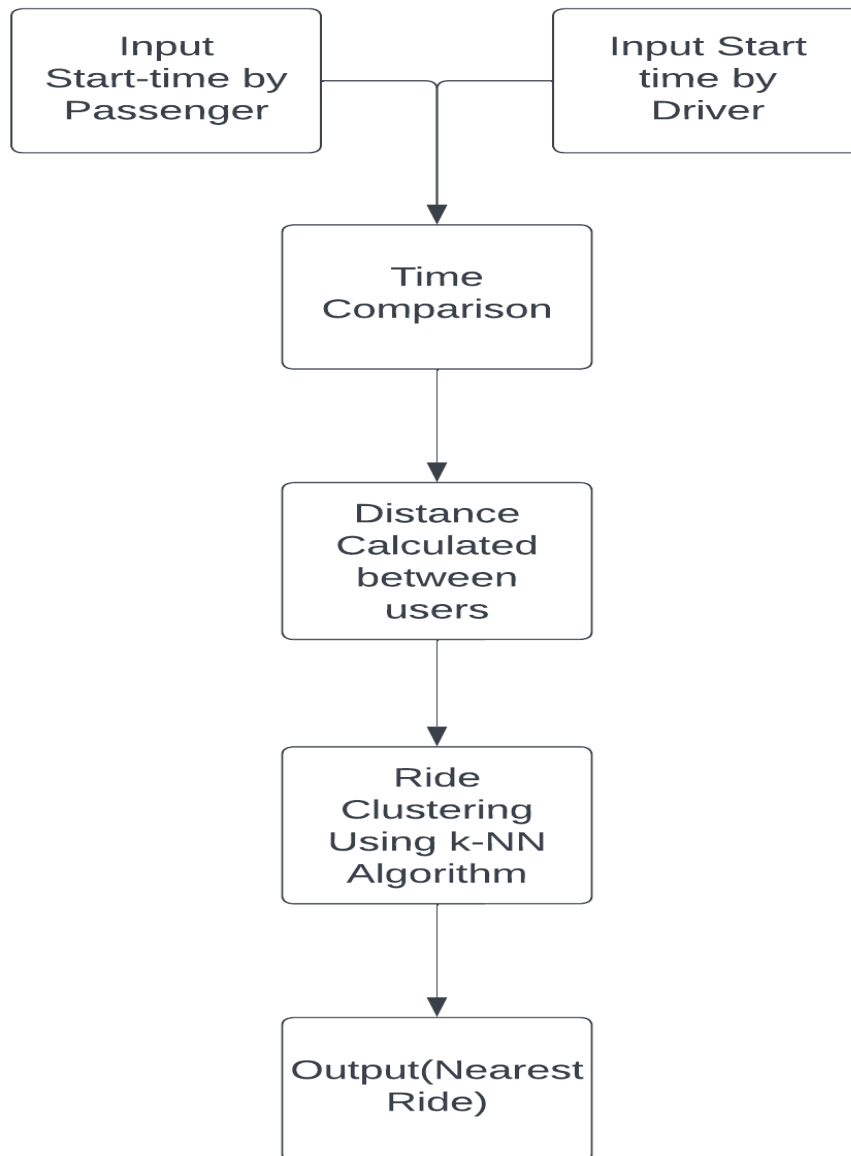 Input
Start-time by
Passenger
Input Start
time by
Driver
Time
Comparison
Distance
Calculated
between
users
Ride
Clustering
Using k-NN
Algorithm
Output(Nearest
Ride)